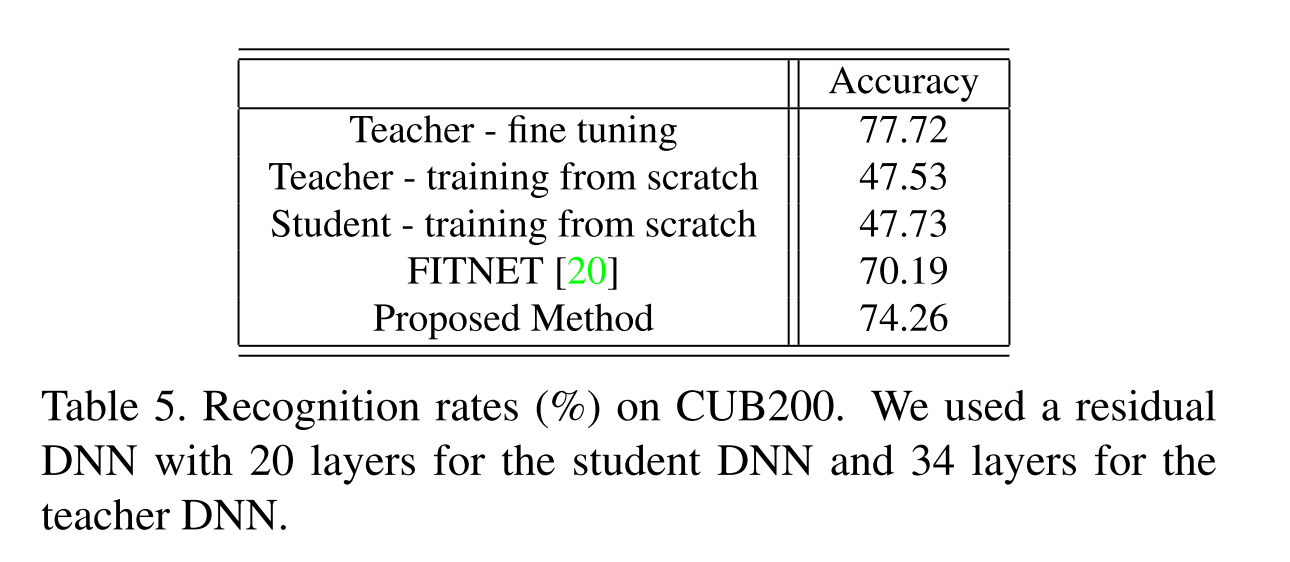 Accuracy
Teacher - fine tuning 77.72
Teacher - training from scratch 47.53
Student - training from scratch 47.73
FITNET [20] 70.19
Proposed Method 74.26
Table 5. Recognition rates (%) on CUB200. We used a residual
DNN with 20 layers for the student DNN and 34 layers for the
teacher DNN.